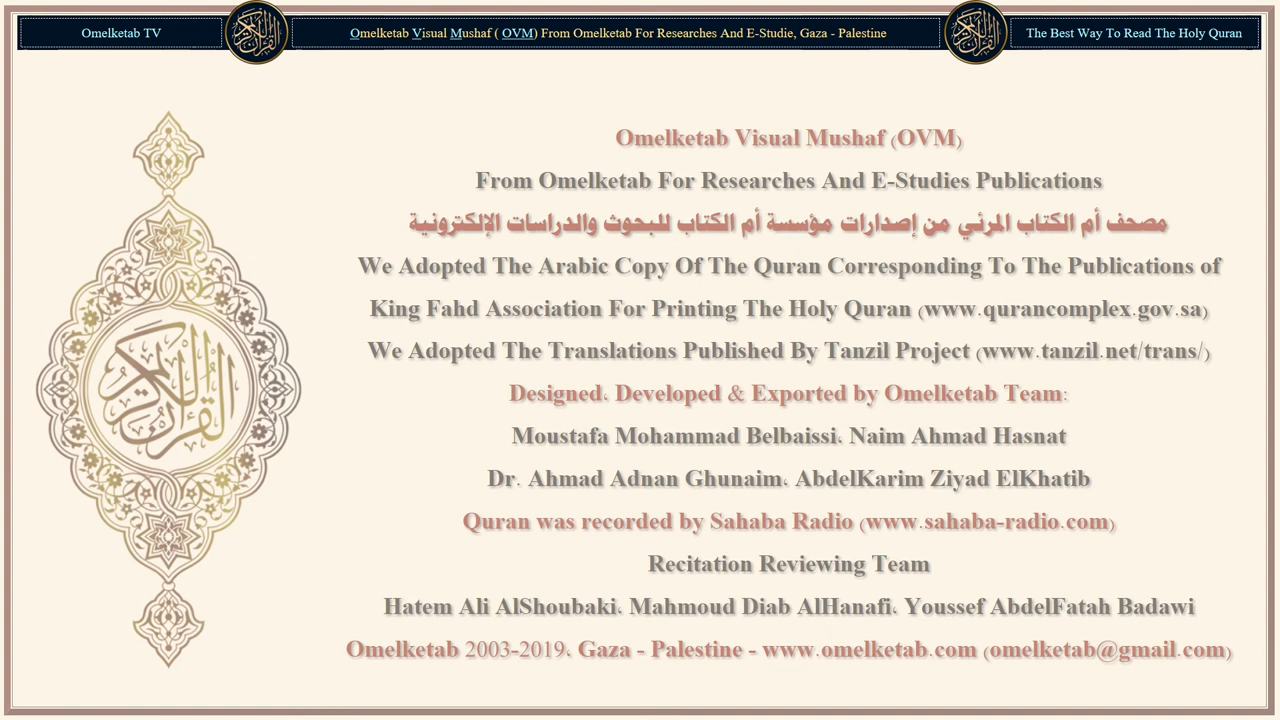 Omelketab TV
Omelketab Visual Mushaf ( OVM) From Omelketab For Researches And E-Studie, Gaza - Palestine
The Best Way To Read The Holy Quran
Omelketab Visual Mushaf (OVM)
From Omelketab For Researches And E-Studies Publications
مصحف أم الكتاب المرئي من إصدارات مؤسسة أم الكتاب للبحوث والدراسات الإلكترونية
We Adopted The Arabic Copy Of The Quran Corresponding To The Publications of
King Fahd Association For Printing The Holy Quran (www.qurancomplex.gov.sa)
We Adopted The Translations Published By Tanzil Project (www.tanzil.net/trans/)
Designed، Developed & Exported by Omelketab Team:
Moustafa Mohammad Belbaissi، Naim Ahmad Hasnat
Dr. Ahmad Adnan Ghunaim، AbdelKarim Ziyad ElKhatib
Quran was recorded by Sahaba Radio (www.sahaba-radio.com)
Recitation Reviewing Team
Hatem Ali AlShoubaki، Mahmoud Diab AlHanafi، Youssef AbdelFatah Badawi
Omelketab 2003-2019، Gaza - Palestine - www.omelketab.com (omelketab@gmail.com)
القرآن الكريم